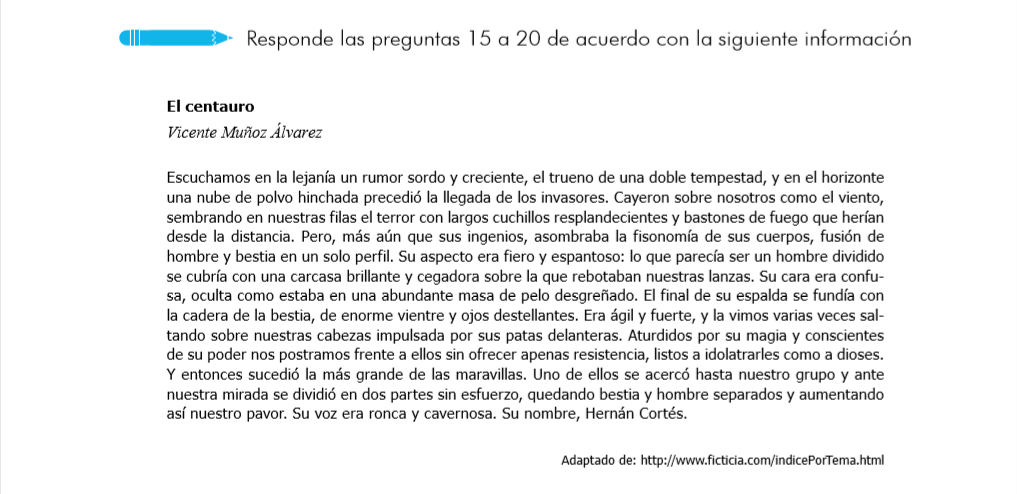 Responde las preguntas 15 a 20 de acuerdo con la siguiente información
El centauro
Vicente Muñoz Álvarez
Escuchamos en la lejanía un rumor sordo y creciente, el trueno de una doble tempestad, y en el horizonte
una nube de polvo hinchada precedió la llegada de los invasores. Cayeron sobre nosotros como el viento,
sembrando en nuestras filas el terror con largos cuchillos resplandecientes y bastones de fuego que herían
desde la distancia. Pero, más aún que sus ingenios, asombraba la fisonomía de sus cuerpos, fusión de
hombre y bestia en un solo perfil. Su aspecto era fiero y espantoso: lo que parecía ser un hombre dividido
se cubría con una carcasa brillante y cegadora sobre la que rebotaban nuestras lanzas. Su cara era confu-
sa, oculta como estaba en una abundante masa de pelo desgreñado. El final de su espalda se fundía con
la cadera de la bestia, de enorme vientre y ojos destellantes. Era ágil y fuerte, y la vimos varias veces sal-
tando sobre nuestras cabezas impulsada por sus patas delanteras. Aturdidos por su magia y conscientes
de su poder nos postramos frente a ellos sin ofrecer apenas resistencia, listos a idolatrarles como a dioses.
Y entonces sucedió la más grande de las maravillas. Uno de ellos se acercó hasta nuestro grupo y ante
nuestra mirada se dividió en dos partes sin esfuerzo, quedando bestia y hombre separados y aumentando
así nuestro pavor. Su voz era ronca y cavernosa. Su nombre, Hernán Cortés.
Adaptado de: http://www.ficticia.com/indicePorTema.html